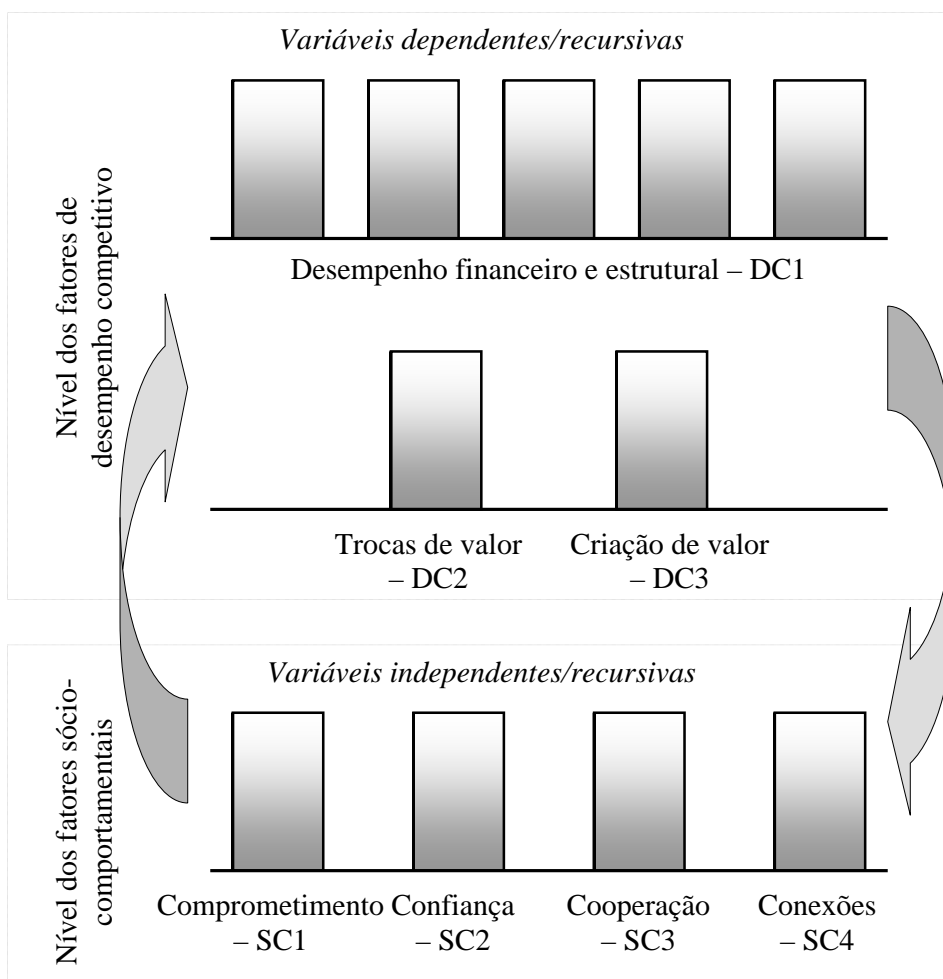 Variáveis dependentes/recursivas
Nível dos fatores de
desempenho competitivo
Desempenho financeiro e estrutural – DC1
Trocas de valor
– DC2
Criação de valor
– DC3
Variáveis independentes/recursivas
Nível dos fatores sócio-
comportamentais
Comprometimento
– SC1
Confiança
– SC2
Cooperação
– SC3
Conexões
– SC4